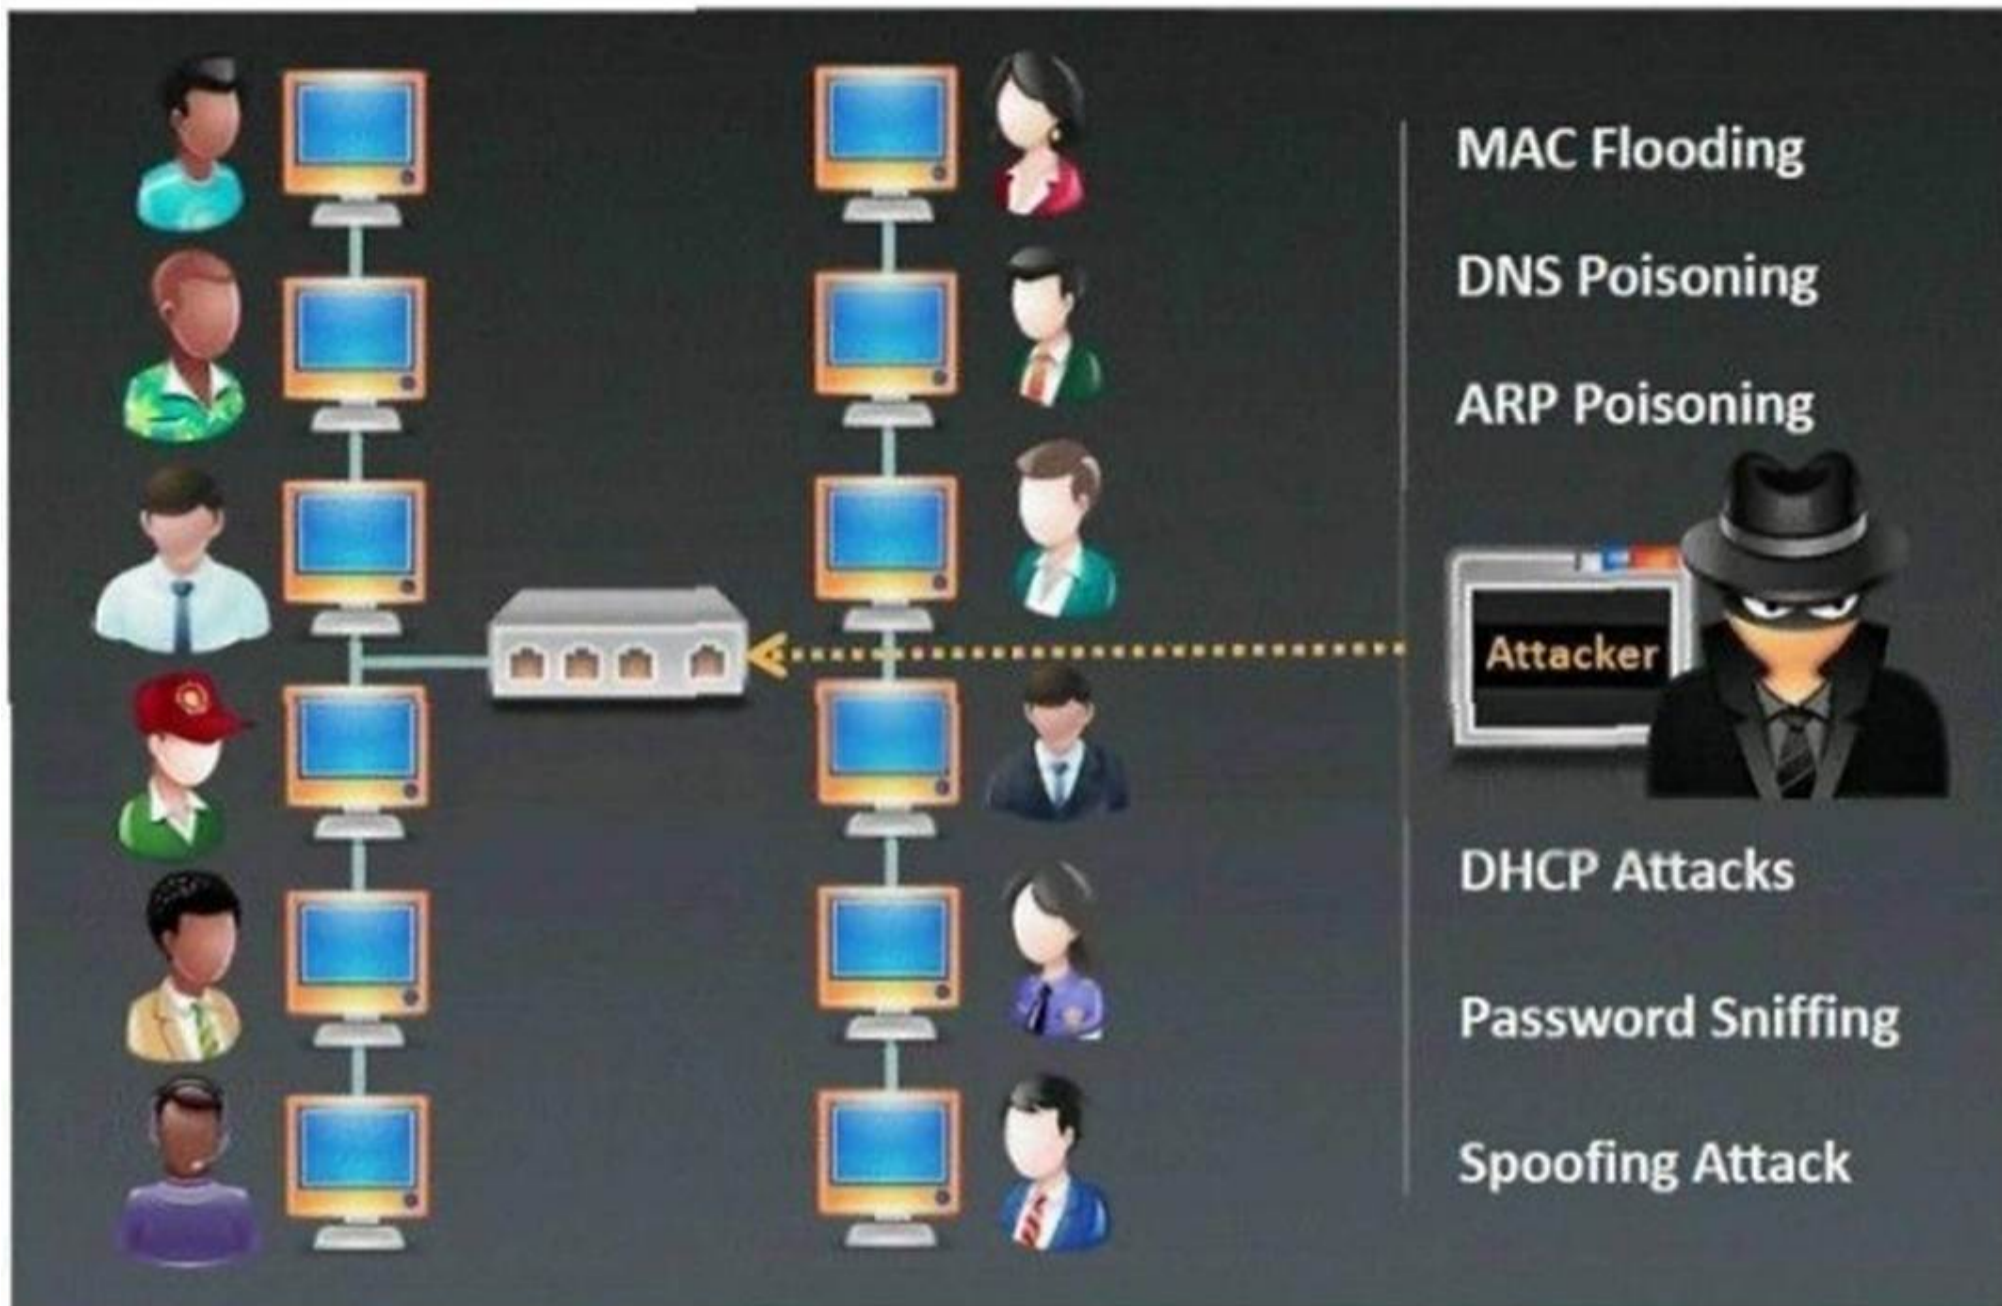 MAC Flooding
DNS Poisoning
ARP Poisoning
Attacker
DHCP Attacks
Password Sniffing
Spoofing Attack